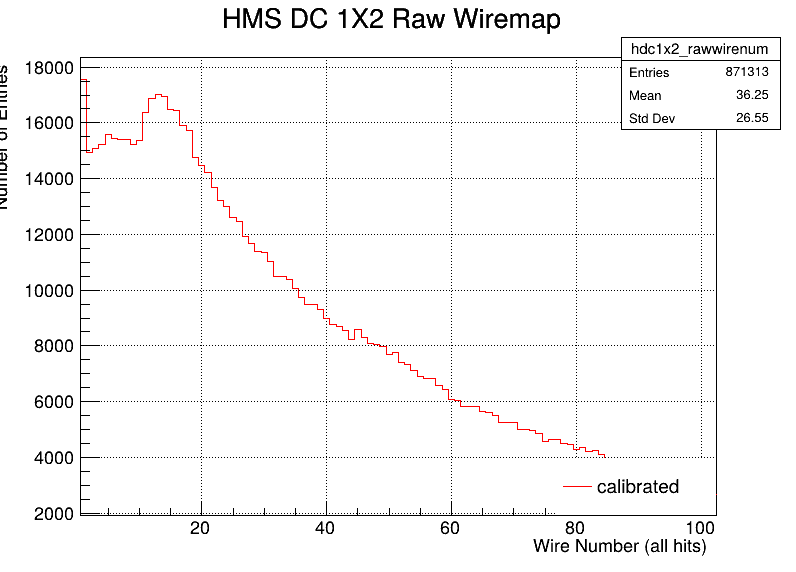 HMS DC 1X2 Raw Wiremap
hdc1x2_rawwirenum
Entries 871313
Mean 36.25
Std Dev 26.55
Number of Entries
18000
16000
14000
12000
10000
8000
6000
4000
2000
calibrated
20 40 60 80 100
Wire Number (all hits)